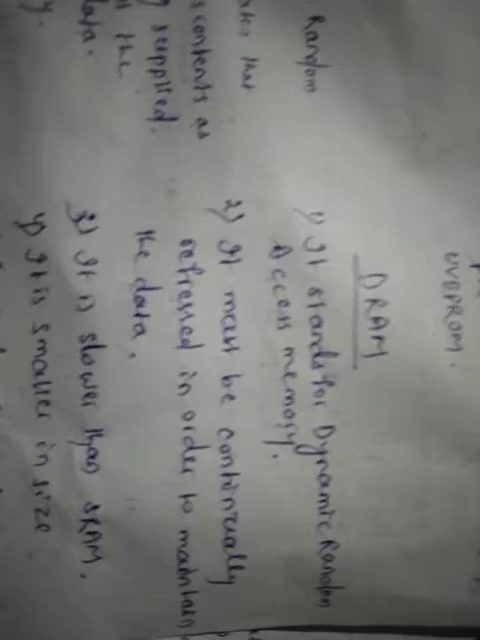 UVEPROM.
Random
that
contents as
supplied.
the
data.
DRAM
1) It stands for Dynamic Random
Access memory.
2) It must be continually
refressed in order to maintain
the data.
3) It is slower than SRAM.
4) It is smaller in size